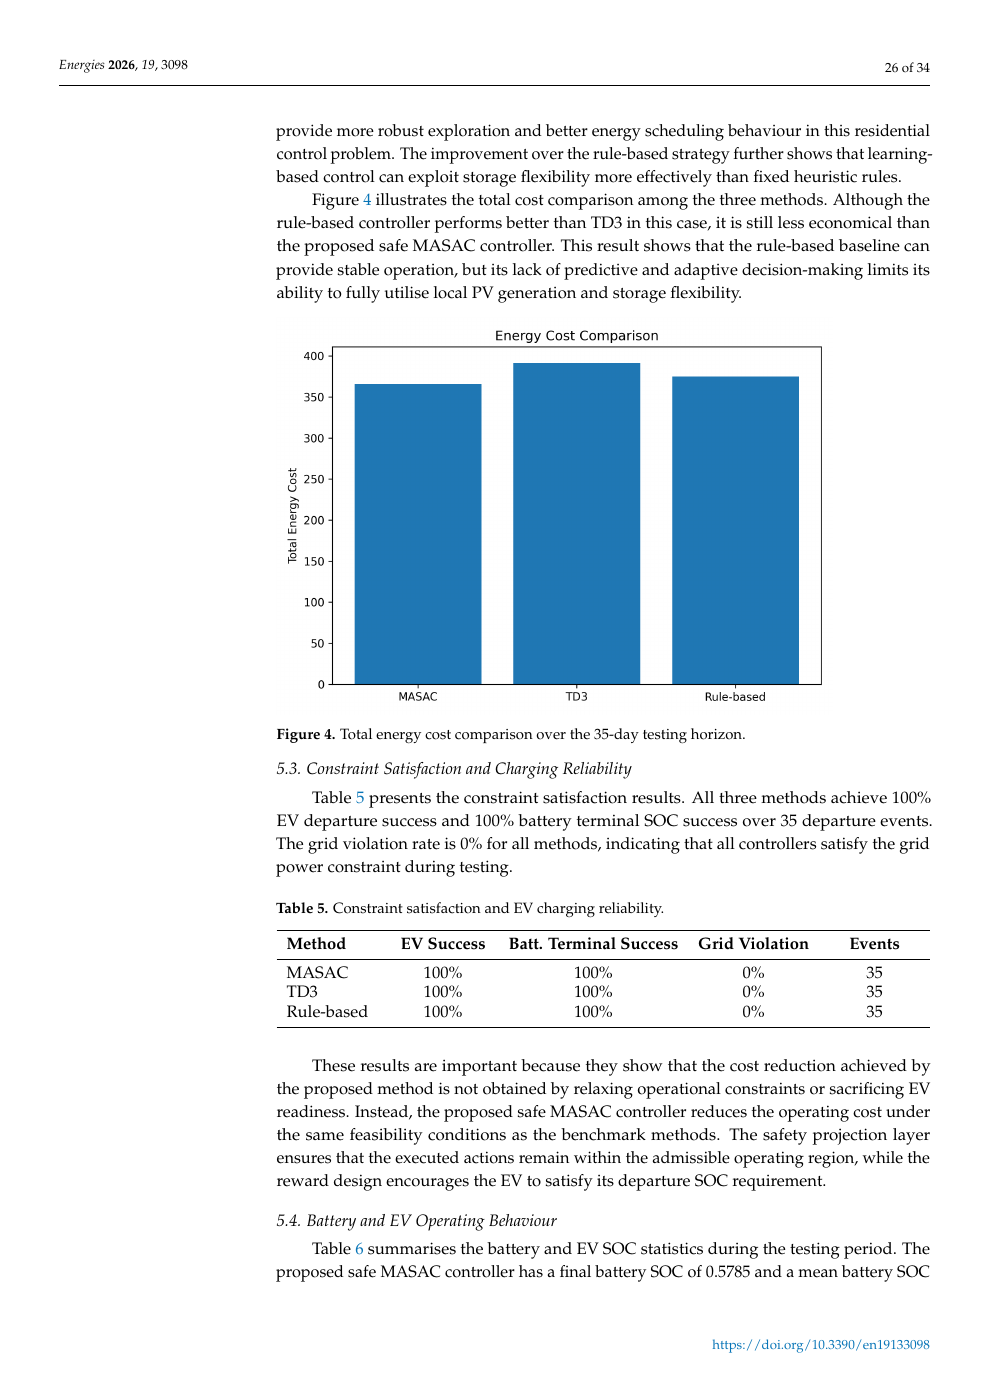 Energies 2026, 19, 3098
26 of 34
provide more robust exploration and better energy scheduling behaviour in this residential
control problem. The improvement over the rule-based strategy further shows that learning-
based control can exploit storage flexibility more effectively than fixed heuristic rules.
Figure 4 illustrates the total cost comparison among the three methods. Although the
rule-based controller performs better than TD3 in this case, it is still less economical than
the proposed safe MASAC controller. This result shows that the rule-based baseline can
provide stable operation, but its lack of predictive and adaptive decision-making limits its
ability to fully utilise local PV generation and storage flexibility.
Energy Cost Comparison
Total Energy Cost
400
350
300
250
200
150
100
50
0
MASAC TD3 Rule-based
Figure 4. Total energy cost comparison over the 35-day testing horizon.
5.3. Constraint Satisfaction and Charging Reliability
Table 5 presents the constraint satisfaction results. All three methods achieve 100%
EV departure success and 100% battery terminal SOC success over 35 departure events.
The grid violation rate is 0% for all methods, indicating that all controllers satisfy the grid
power constraint during testing.
Table 5. Constraint satisfaction and EV charging reliability.
Method EV Success Batt. Terminal Success Grid Violation Events
MASAC 100% 100% 0% 35
TD3 100% 100% 0% 35
Rule-based 100% 100% 0% 35
These results are important because they show that the cost reduction achieved by
the proposed method is not obtained by relaxing operational constraints or sacrificing EV
readiness. Instead, the proposed safe MASAC controller reduces the operating cost under
the same feasibility conditions as the benchmark methods. The safety projection layer
ensures that the executed actions remain within the admissible operating region, while the
reward design encourages the EV to satisfy its departure SOC requirement.
5.4. Battery and EV Operating Behaviour
Table 6 summarises the battery and EV SOC statistics during the testing period. The
proposed safe MASAC controller has a final battery SOC of 0.5785 and a mean battery SOC
https://doi.org/10.3390/en19133098